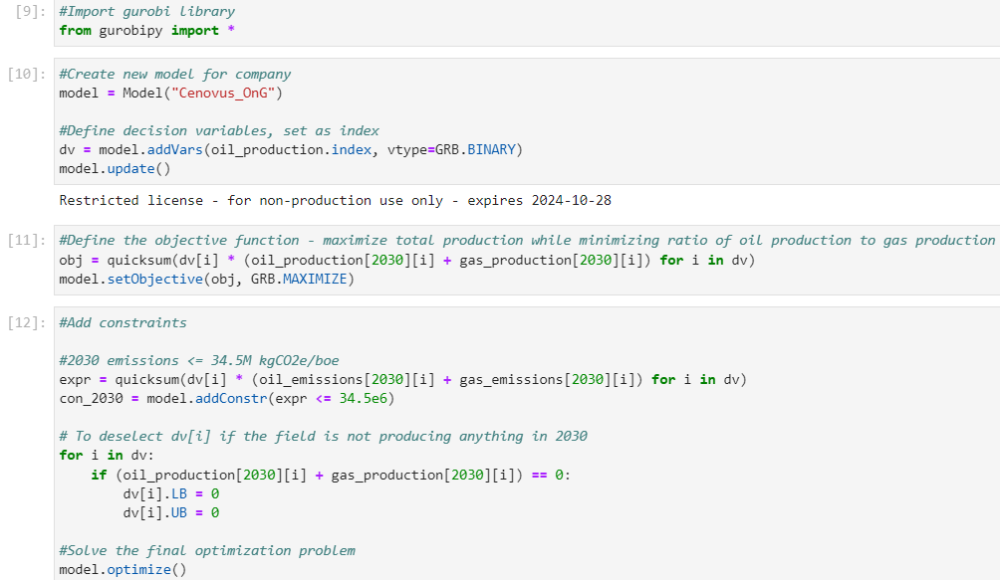 [9]: #Import gurobi library
from gurobipy import *
[10]: #Create new model for company
model = Model("Cenovus_OnG")
#Define decision variables, set as index
dv = model.addVars(oil_production.index, vtype=GRB.BINARY)
model.update()
Restricted license - for non-production use only - expires 2024-10-28
[11]: #Define the objective function - maximize total production while minimizing ratio of oil production to gas production
obj = quicksum(dv[i] * (oil_production[2030][i] + gas_production[2030][i]) for i in dv)
model.setObjective(obj, GRB.MAXIMIZE)
[12]: #Add constraints
#2030 emissions <= 34.5M kgCO2e/boe
expr = quicksum(dv[i] * (oil_emissions[2030][i] + gas_emissions[2030][i]) for i in dv)
con_2030 = model.addConstr(expr <= 34.5e6)
# To deselect dv[i] if the field is not producing anything in 2030
for i in dv:
    if (oil_production[2030][i] + gas_production[2030][i]) == 0:
        dv[i].LB = 0
        dv[i].UB = 0
#Solve the final optimization problem
model.optimize()